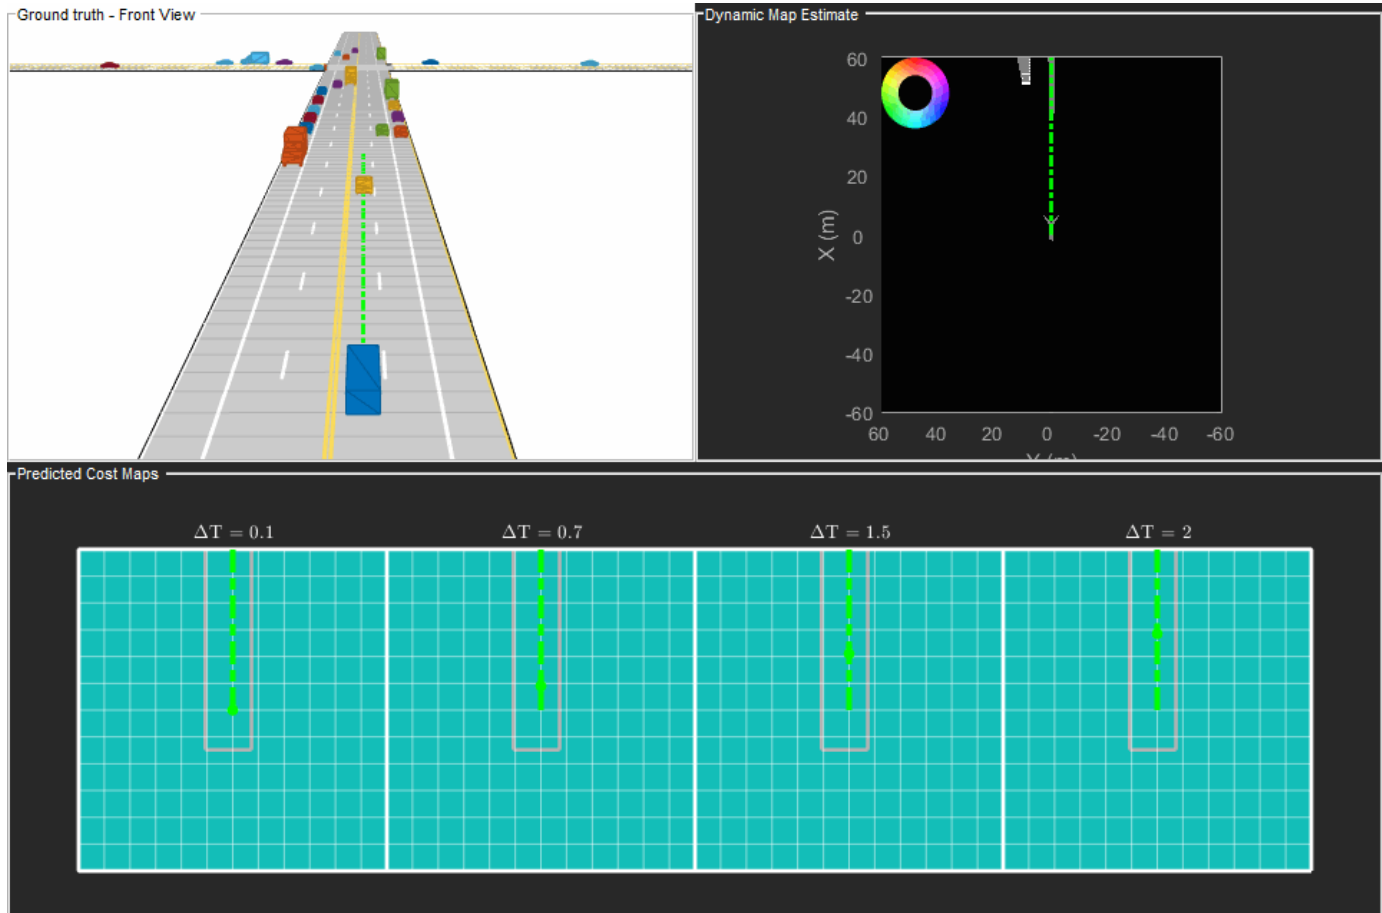 Ground truth - Front View
Dynamic Map Estimate
60
40
20
0
-20
-40
-60
X (m)
60 40 20 0 -20 -40 -60
Y (m)
Predicted Cost Maps
ΔT = 0.1 ΔT = 0.7 ΔT = 1.5 ΔT = 2